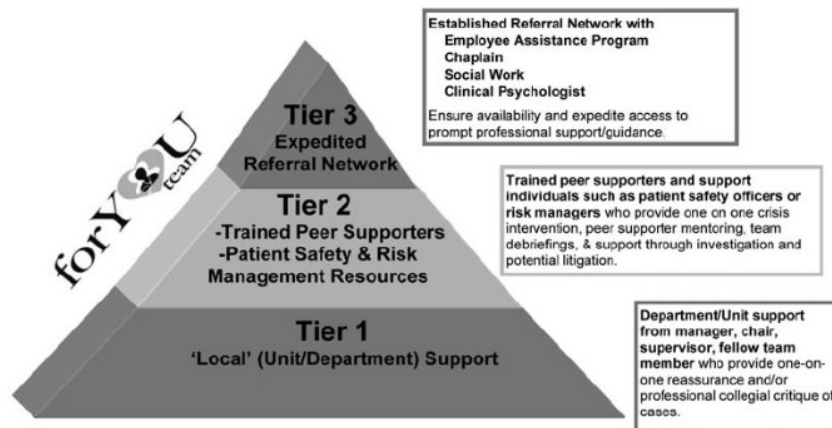 Established Referral Network with
Employee Assistance Program
Chaplain
Social Work
Clinical Psychologist
Ensure availability and expedite access to
prompt professional support/guidance.
forYOU
team
Tier 3
Expedited
Referral Network
Trained peer supporters and support
individuals such as patient safety officers or
risk managers who provide one on one crisis
intervention, peer supporter mentoring, team
debriefings, & support through investigation and
potential litigation.
Tier 2
-Trained Peer Supporters
-Patient Safety & Risk
Management Resources
Department/Unit support
from manager, chair,
supervisor, fellow team
member who provide one-on-
one reassurance and/or
professional collegial critique of
cases.
Tier 1
‘Local’ (Unit/Department) Support